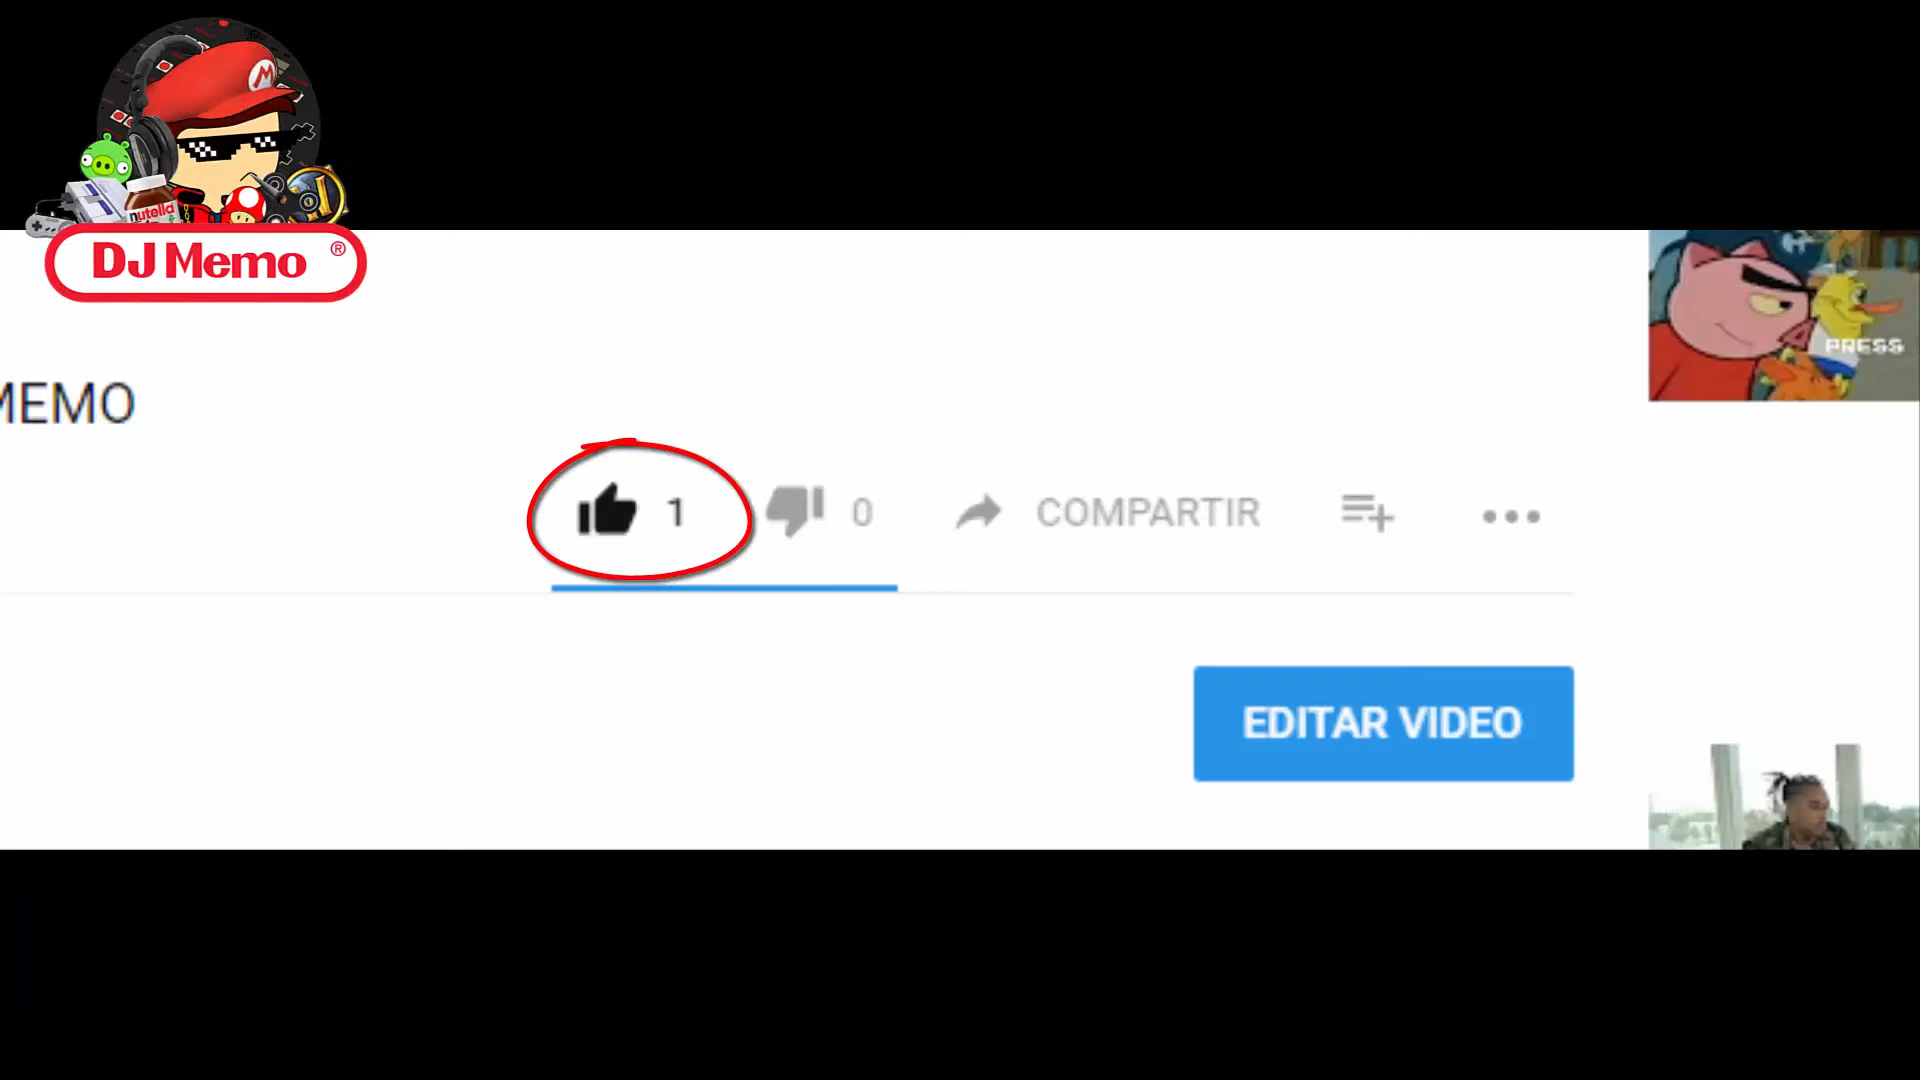 M
nutella
DJ Memo ®
PRESS
MEMO
1
0
COMPARTIR
EDITAR VIDEO